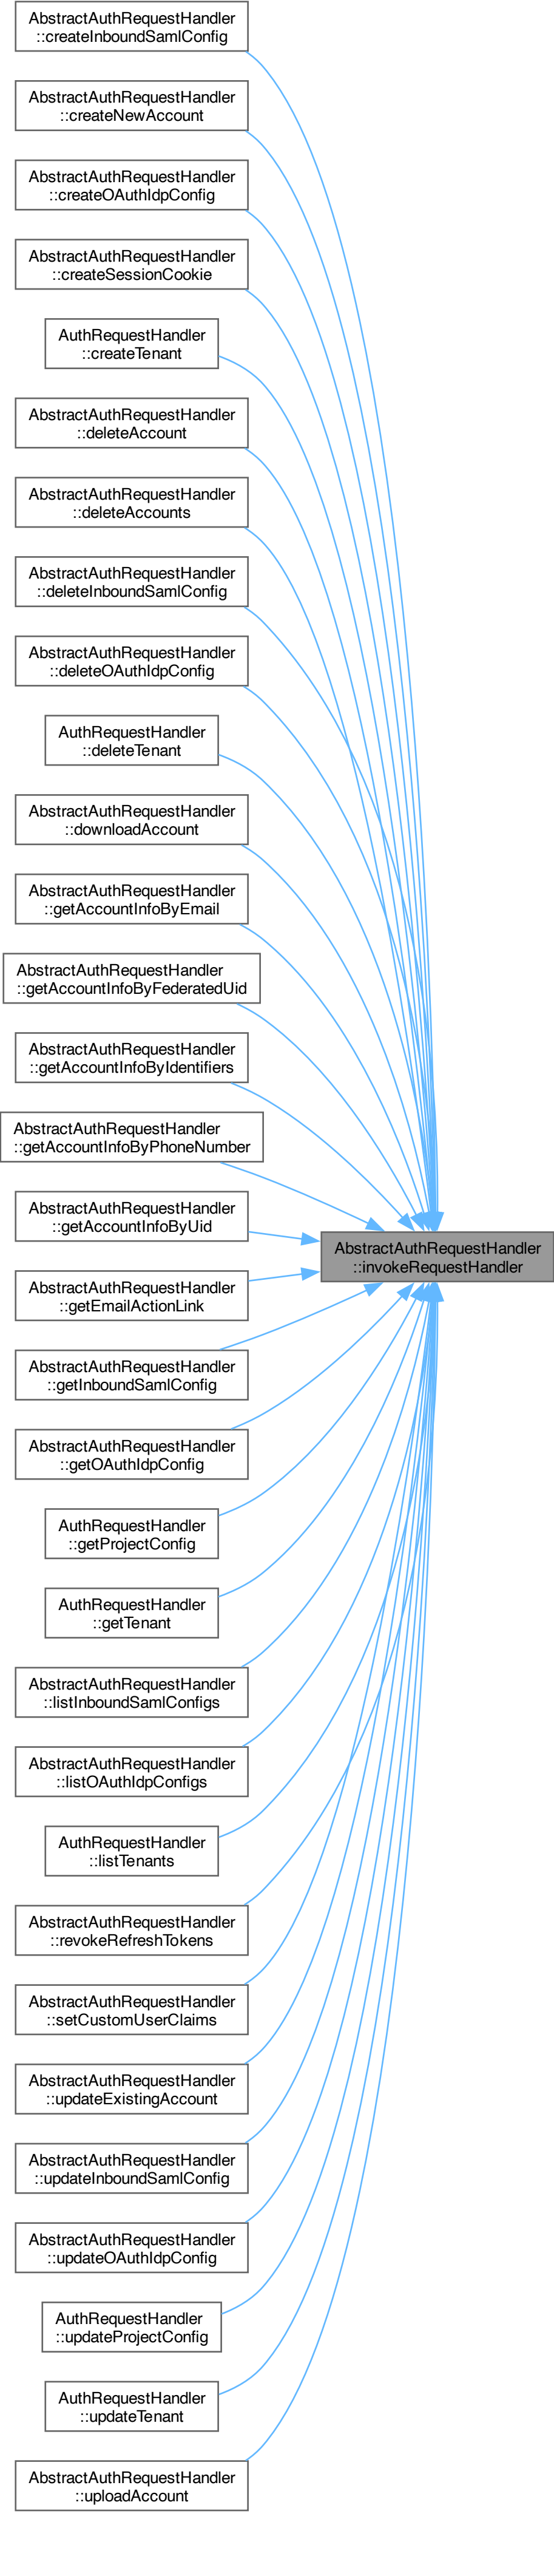 AbstractAuthRequestHandler
::createInboundSamlConfig
AbstractAuthRequestHandler
::createNewAccount
AbstractAuthRequestHandler
::createOAuthIdpConfig
AbstractAuthRequestHandler
::createSessionCookie
AuthRequestHandler
::createTenant
AbstractAuthRequestHandler
::deleteAccount
AbstractAuthRequestHandler
::deleteAccounts
AbstractAuthRequestHandler
::deleteInboundSamlConfig
AbstractAuthRequestHandler
::deleteOAuthIdpConfig
AuthRequestHandler
::deleteTenant
AbstractAuthRequestHandler
::downloadAccount
AbstractAuthRequestHandler
::getAccountInfoByEmail
AbstractAuthRequestHandler
::getAccountInfoByFederatedUid
AbstractAuthRequestHandler
::getAccountInfoByIdentifiers
AbstractAuthRequestHandler
::getAccountInfoByPhoneNumber
AbstractAuthRequestHandler
::getAccountInfoByUid
AbstractAuthRequestHandler
::invokeRequestHandler
AbstractAuthRequestHandler
::getEmailActionLink
AbstractAuthRequestHandler
::getInboundSamlConfig
AbstractAuthRequestHandler
::getOAuthIdpConfig
AuthRequestHandler
::getProjectConfig
AuthRequestHandler
::getTenant
AbstractAuthRequestHandler
::listInboundSamlConfigs
AbstractAuthRequestHandler
::listOAuthIdpConfigs
AuthRequestHandler
::listTenants
AbstractAuthRequestHandler
::revokeRefreshTokens
AbstractAuthRequestHandler
::setCustomUserClaims
AbstractAuthRequestHandler
::updateExistingAccount
AbstractAuthRequestHandler
::updateInboundSamlConfig
AbstractAuthRequestHandler
::updateOAuthIdpConfig
AuthRequestHandler
::updateProjectConfig
AuthRequestHandler
::updateTenant
AbstractAuthRequestHandler
::uploadAccount